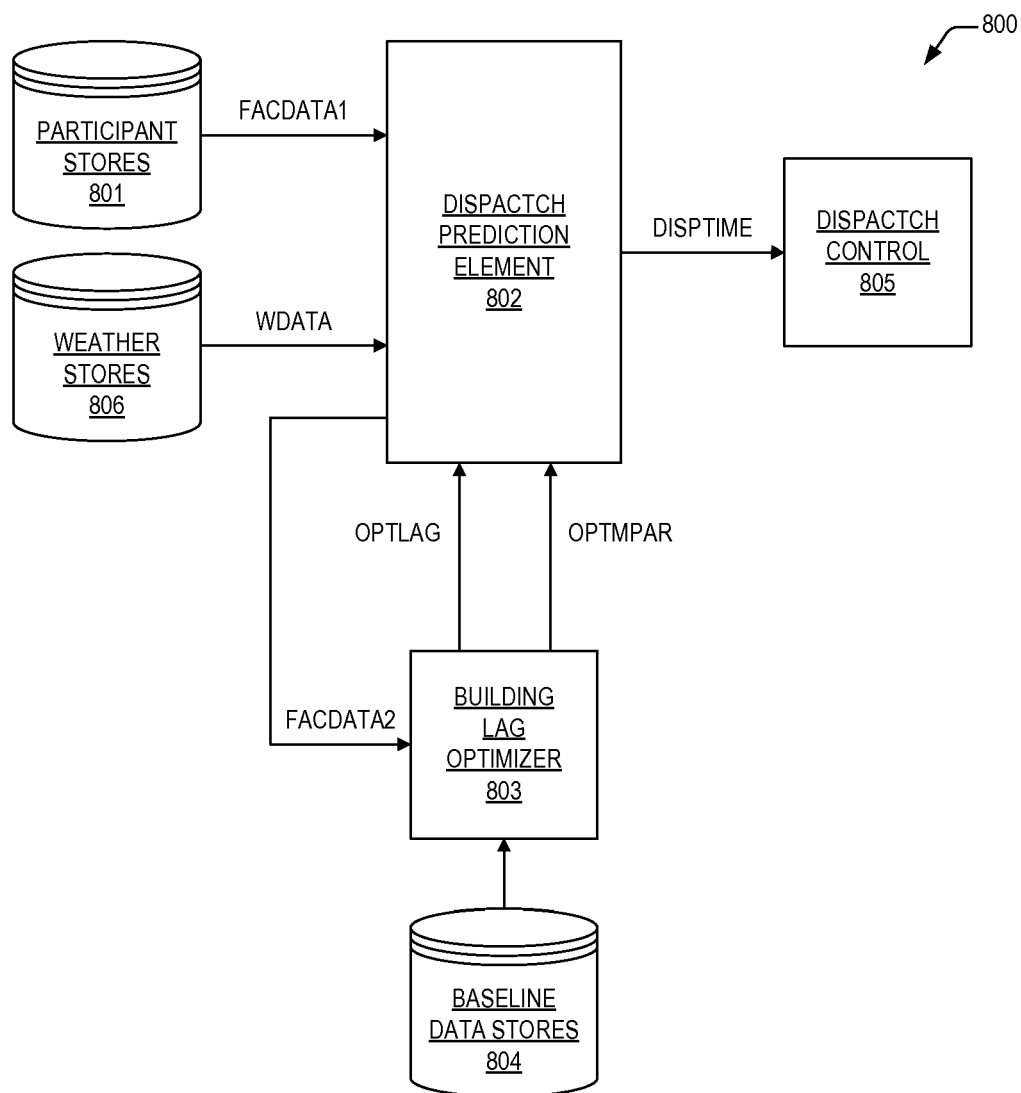 800
PARTICIPANT
STORES
801
FACDATA1
DISPACTCH
PREDICTION
ELEMENT
802
DISPTIME
DISPACTCH
CONTROL
805
WEATHER
STORES
806
WDATA
OPTLAG
OPTMPAR
FACDATA2
BUILDING
LAG
OPTIMIZER
803
BASELINE
DATA STORES
804